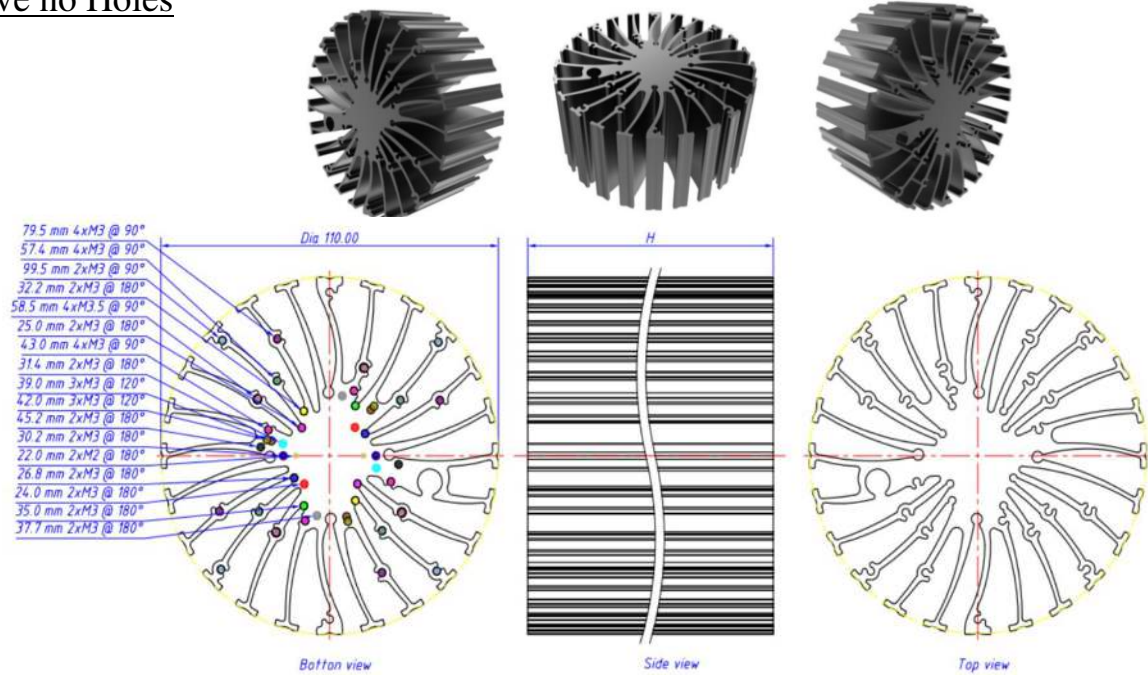 ve no Holes
79.5 mm 4xM3 @ 90°
57.4 mm 4xM3 @ 90°
99.5 mm 2xM3 @ 90°
32.2 mm 2xM3 @ 180°
58.5 mm 4xM3.5 @ 90°
25.0 mm 2xM3 @ 180°
43.0 mm 4xM3 @ 90°
31.4 mm 2xM3 @ 180°
39.0 mm 3xM3 @ 120°
42.0 mm 3xM3 @ 120°
45.2 mm 2xM3 @ 180°
30.2 mm 2xM3 @ 180°
22.0 mm 2xM2 @ 180°
26.8 mm 2xM3 @ 180°
24.0 mm 2xM3 @ 180°
35.0 mm 2xM3 @ 180°
37.7 mm 2xM3 @ 180°
Dia 110.00
H
Botton view
Side view
Top view